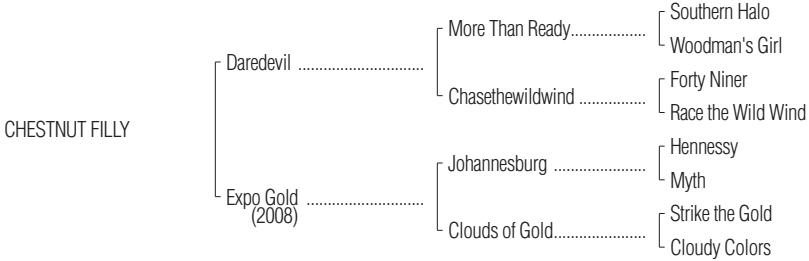 Southern Halo
More Than Ready..................
Woodman's Girl
Daredevil ..............................
Forty Niner
Chasethewildwind ................
Race the Wild Wind
CHESTNUT FILLY
Hennessy
Johannesburg ......................
Myth
Expo Gold ............................
(2008)
Strike the Gold
Clouds of Gold......................
Cloudy Colors